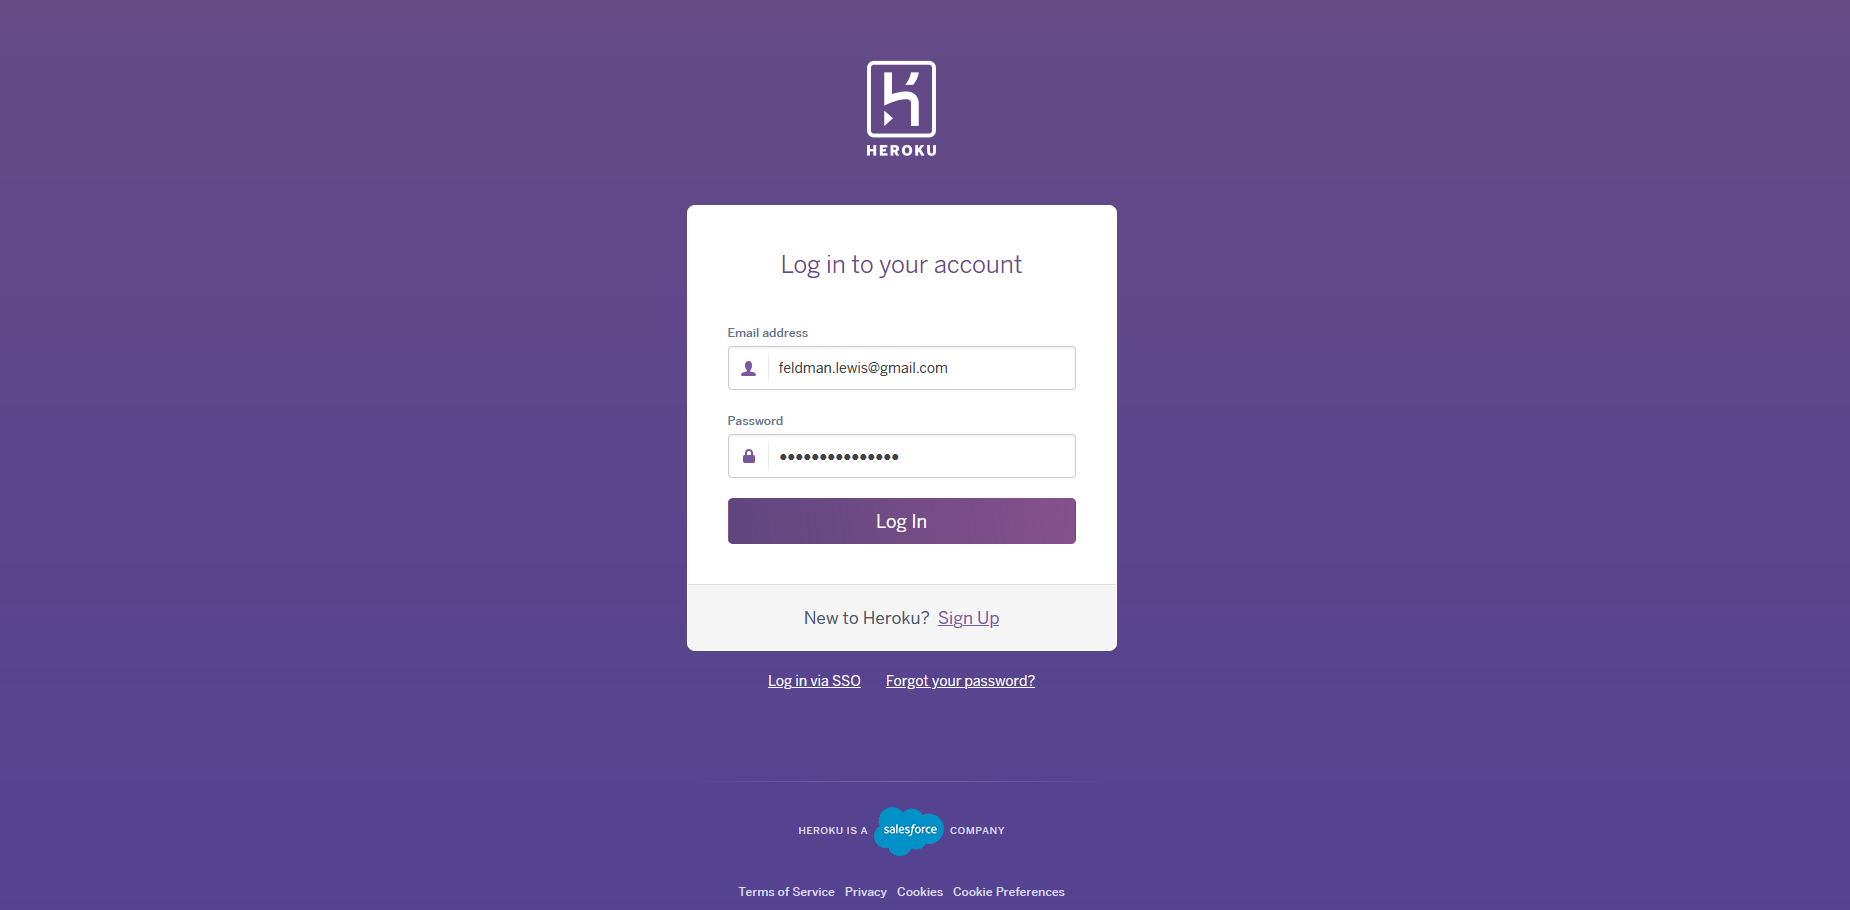 HEROKU
Log in to your account
Email address
feldman.lewis@gmail.com
Password
•••••••••••••••
Log In
New to Heroku? Sign Up
Log in via SSO Forgot your password?
HEROKU IS A salesforce COMPANY
Terms of Service Privacy Cookies Cookie Preferences